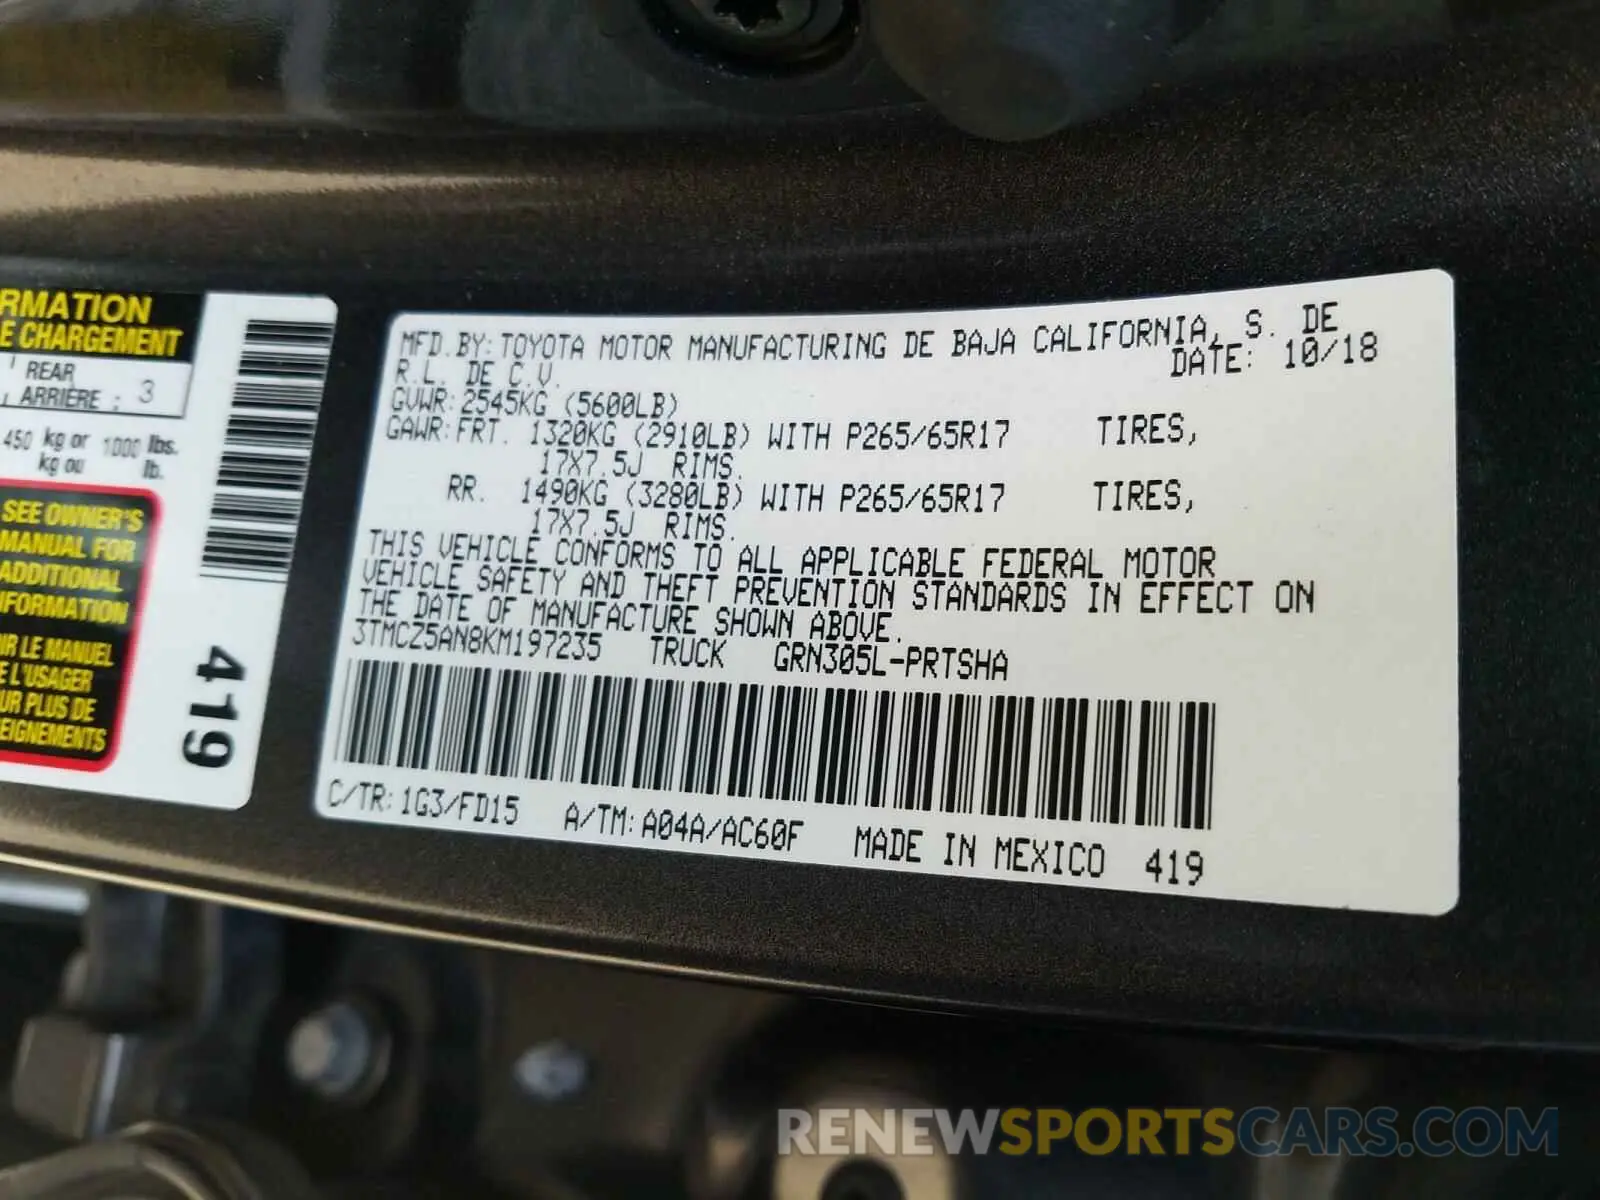 RMATION
E CHARGEMENT
REAR
ARRIÈRE : 3
450 kg or 1000 lbs.
kg ou lb.
SEE OWNER'S
MANUAL FOR
ADDITIONAL
NFORMATION
IR LE MANUEL
E L'USAGER
UR PLUS DE
EIGNEMENTS
419
MFD.BY: TOYOTA MOTOR MANUFACTURING DE BAJA CALIFORNIA, S. DE
R.L. DE C.V. DATE: 10/18
GVWR: 2545KG (5600LB)
GAWR: FRT. 1320KG (2910LB) WITH P265/65R17 TIRES,
17X7.5J RIMS.
RR. 1490KG (3280LB) WITH P265/65R17 TIRES,
17X7.5J RIMS.
THIS VEHICLE CONFORMS TO ALL APPLICABLE FEDERAL MOTOR
VEHICLE SAFETY AND THEFT PREVENTION STANDARDS IN EFFECT ON
THE DATE OF MANUFACTURE SHOWN ABOVE.
3TMCZ5AN8KM197235 TRUCK GRN305L-PRTSHA
C/TR: 1G3/FD15 A/TM: A04A/AC60F MADE IN MEXICO 419
RENEWSPORTSCARS.COM